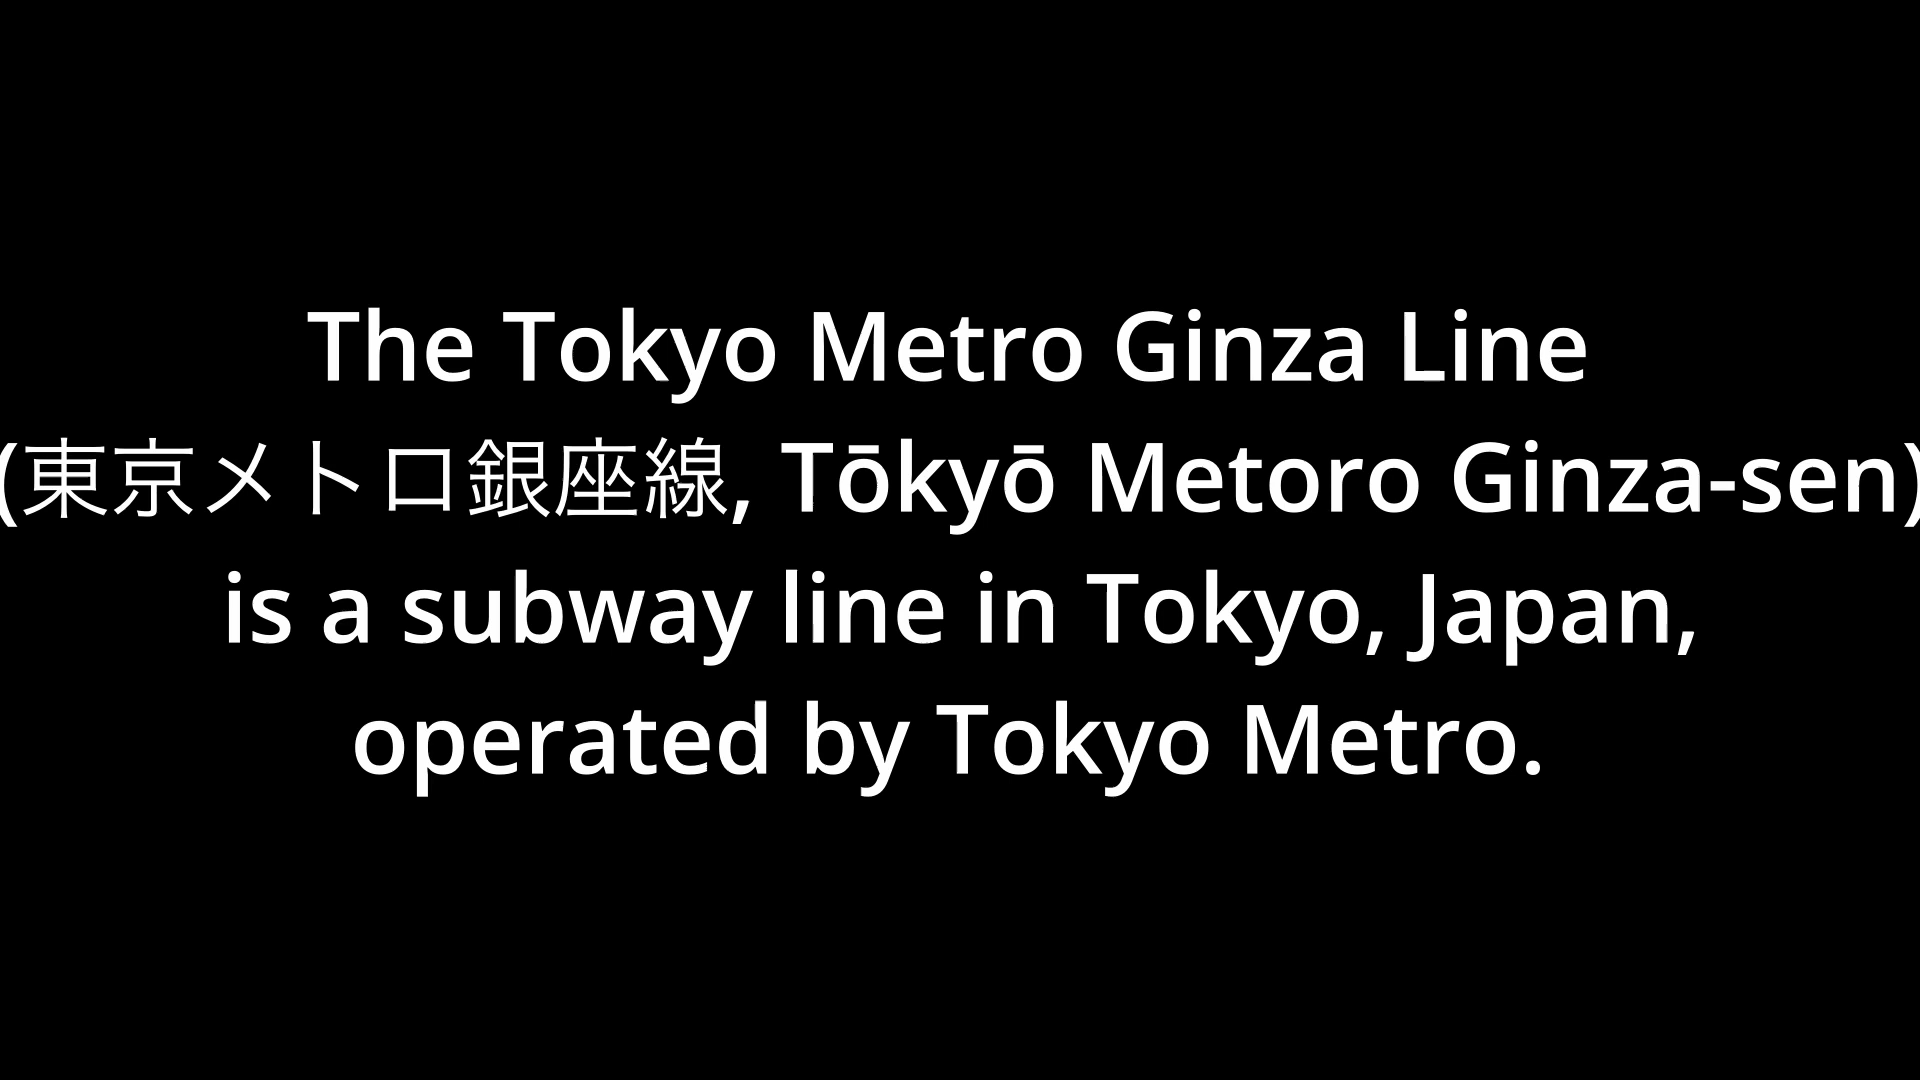 The Tokyo Metro Ginza Line
(東京メトロ銀座線, Tōkyō Metoro Ginza-sen)
is a subway line in Tokyo, Japan,
operated by Tokyo Metro.